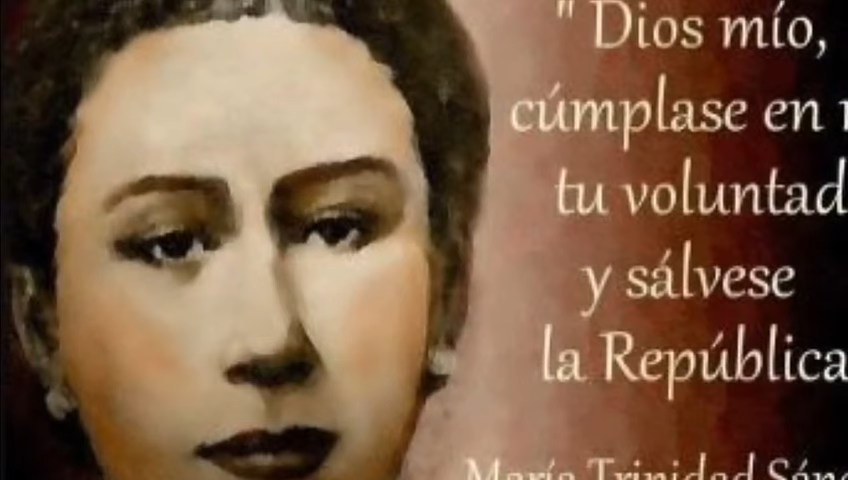 " Dios mío,
cúmplase en
tu voluntad
y sálvese
la República
María Trinidad